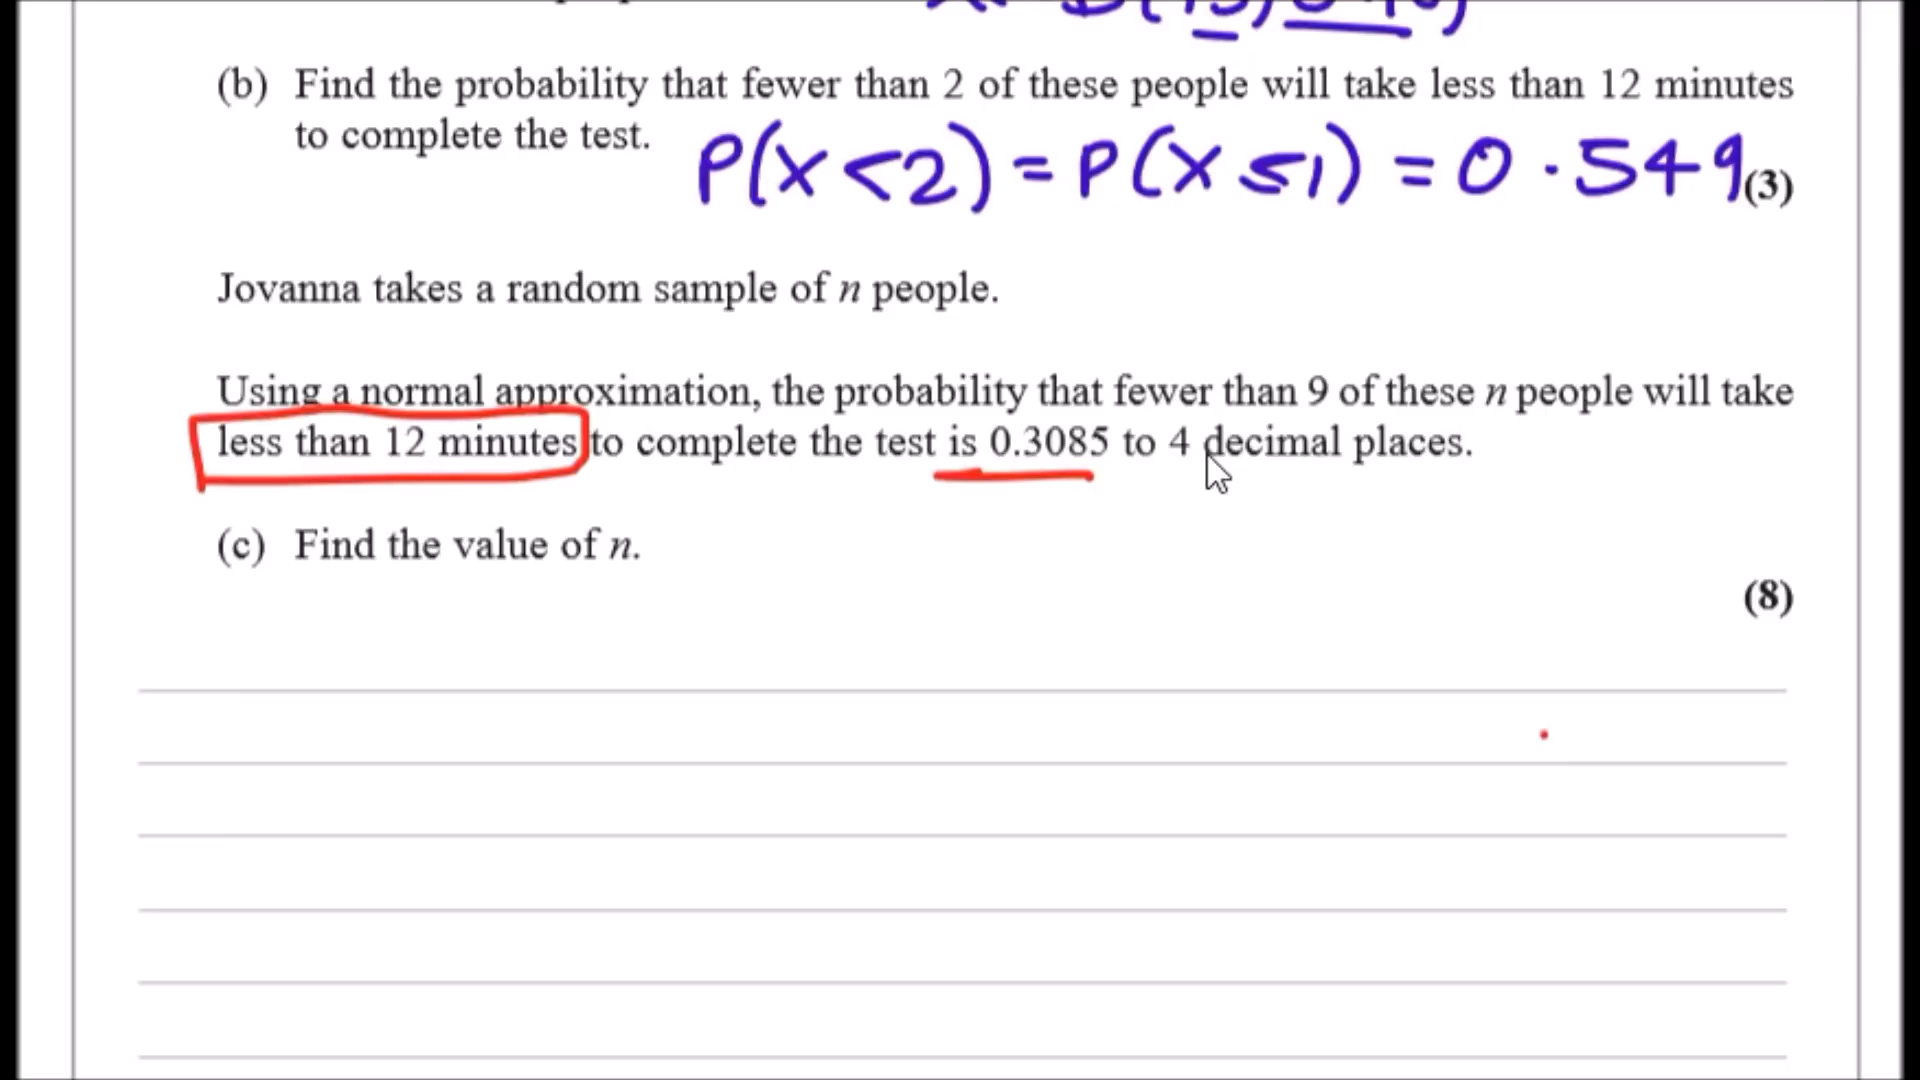 (b) Find the probability that fewer than 2 of these people will take less than 12 minutes
to complete the test.
P(X<2) = P(X≤1) = 0.549
(3)
Jovanna takes a random sample of n people.
Using a normal approximation, the probability that fewer than 9 of these n people will take
less than 12 minutes to complete the test is 0.3085 to 4 decimal places.
(c) Find the value of n.
(8)